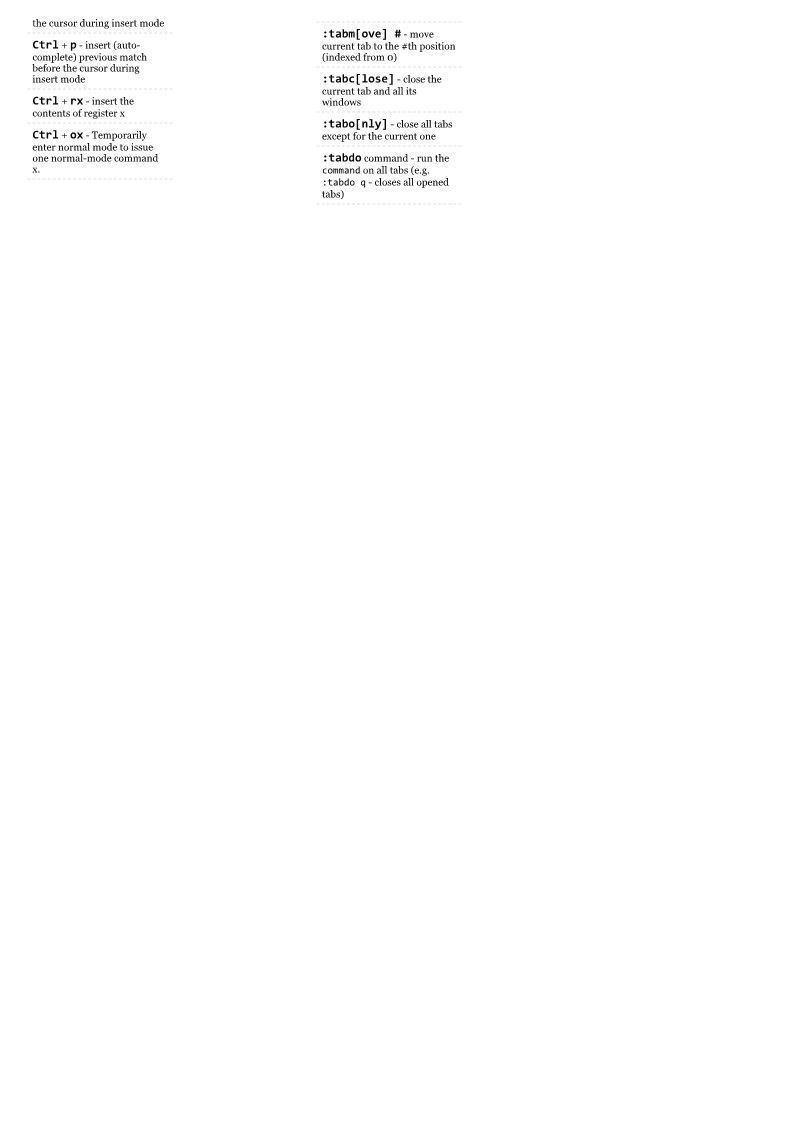 the cursor during insert mode
Ctrl + p - insert (auto-
complete) previous match
before the cursor during
insert mode
Ctrl + rx - insert the
contents of register x
Ctrl + ox - Temporarily
enter normal mode to issue
one normal-mode command
x.
:tabm[ove] # - move
current tab to the #th position
(indexed from 0)
:tabc[lose] - close the
current tab and all its
windows
:tabo[nly] - close all tabs
except for the current one
:tabdo command - run the
command on all tabs (e.g.
:tabdo q - closes all opened
tabs)